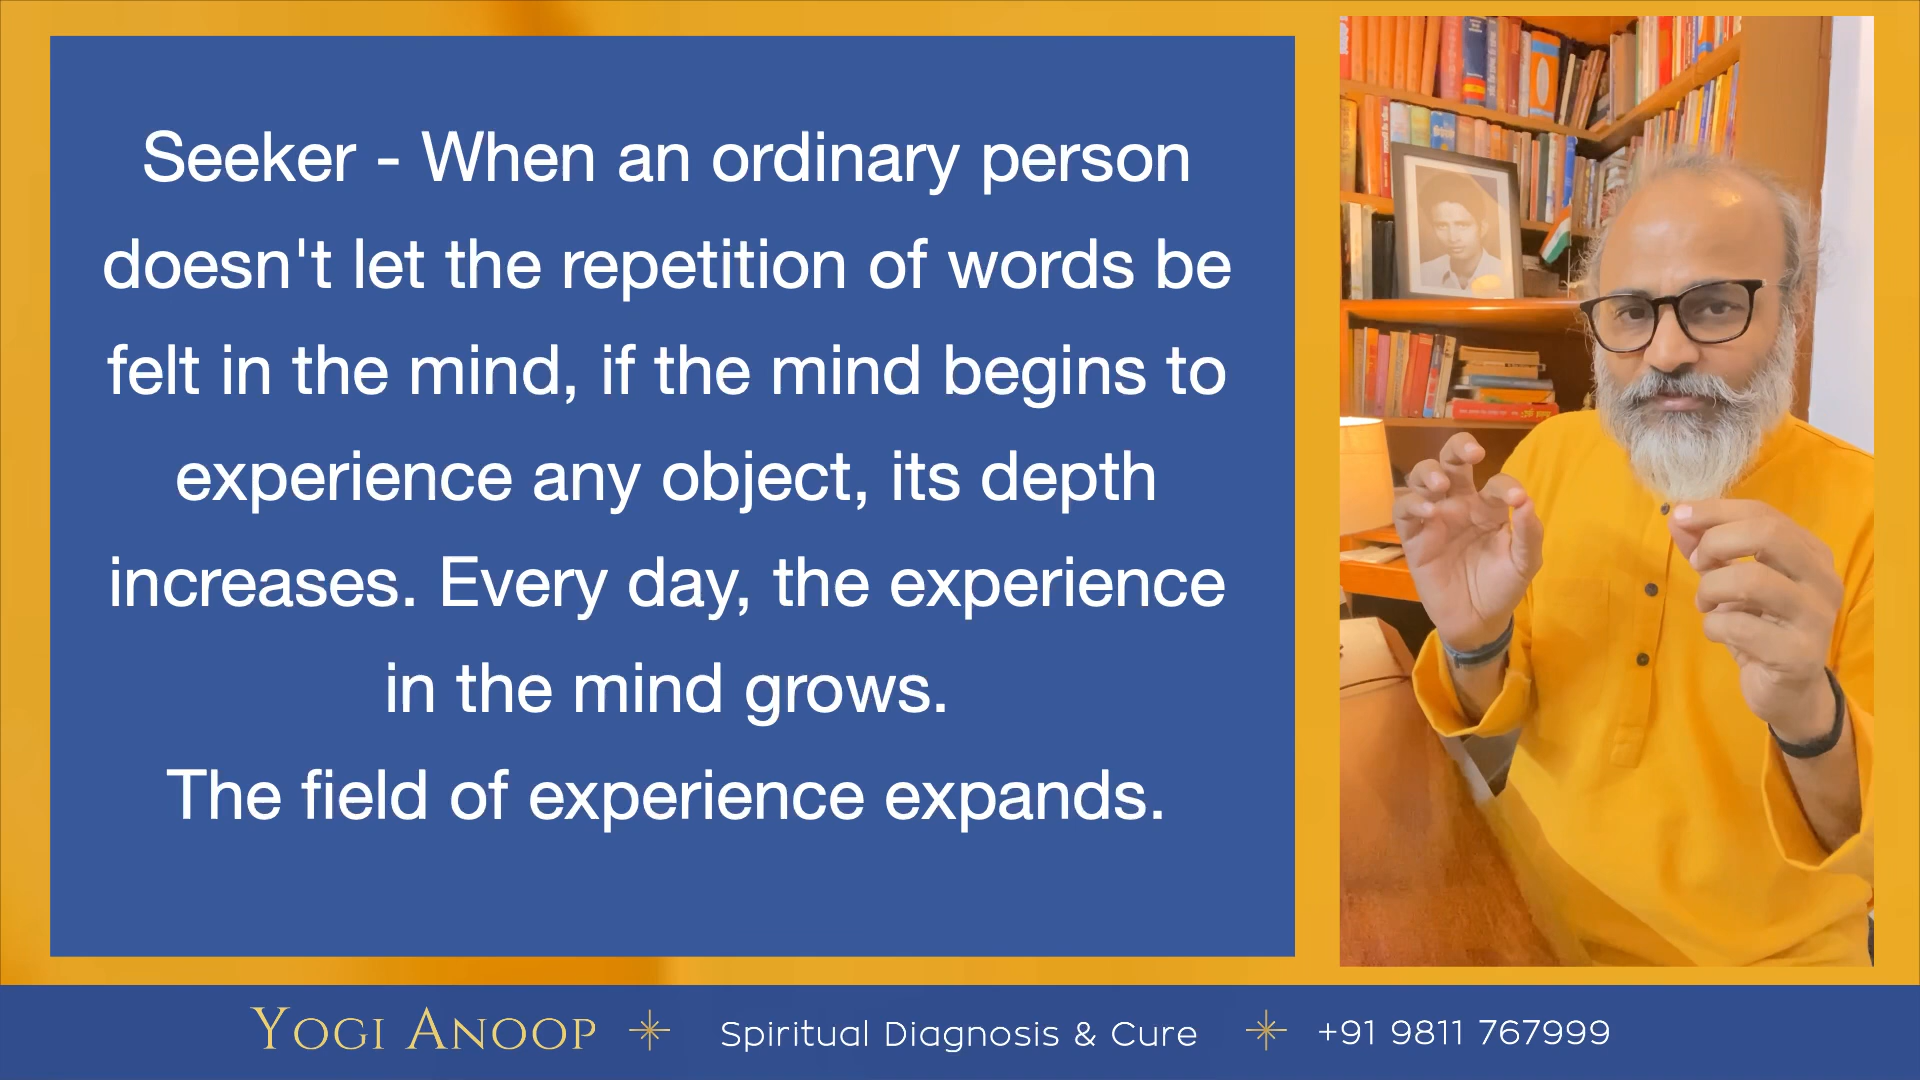 Seeker - When an ordinary person
doesn't let the repetition of words be
felt in the mind, if the mind begins to
experience any object, its depth
increases. Every day, the experience
in the mind grows.
The field of experience expands.
YOGI ANOOP
Spiritual Diagnosis & Cure
+91 9811 767999